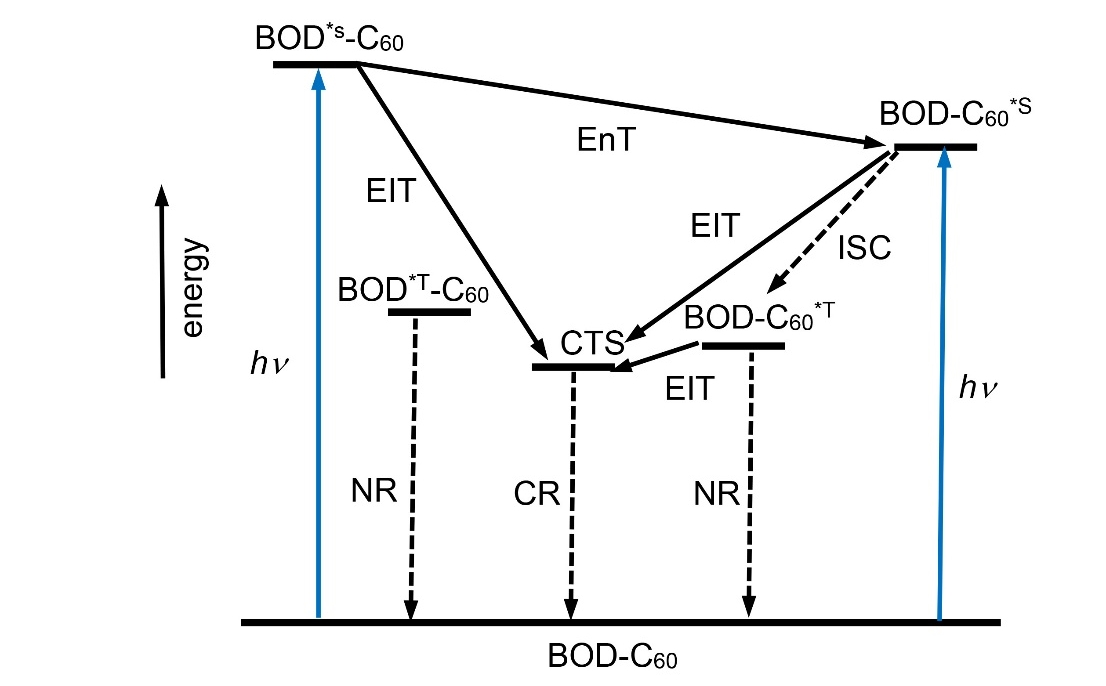 BOD*s-C60
BOD-C60*S
EnT
EIT
EIT
ISC
energy
BOD*T-C60
BOD-C60*T
CTS
hν
EIT
hν
NR
CR
NR
BOD-C60